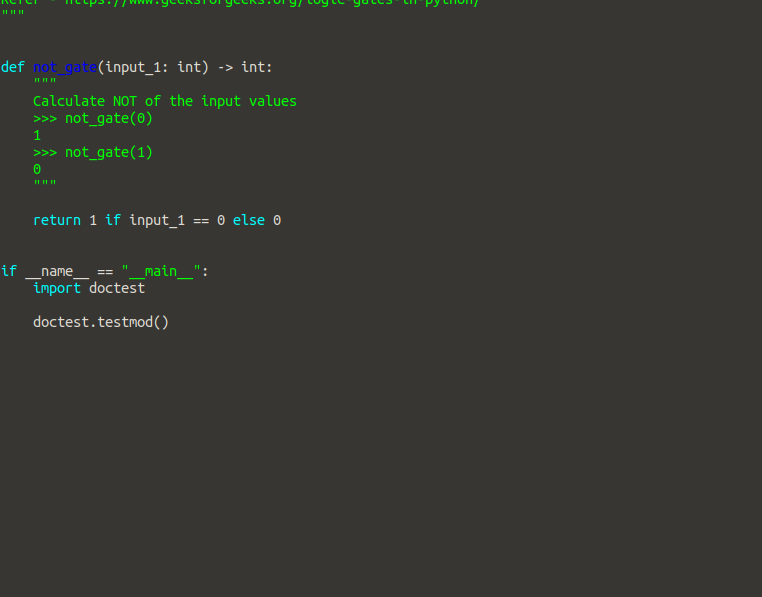 Refer - https://www.geeksforgeeks.org/logic-gates-in-python/
"""
def not_gate(input_1: int) -> int:
    """
    Calculate NOT of the input values
    >>> not_gate(0)
    1
    >>> not_gate(1)
    0
    """
    return 1 if input_1 == 0 else 0
if __name__ == "__main__":
    import doctest
    doctest.testmod()